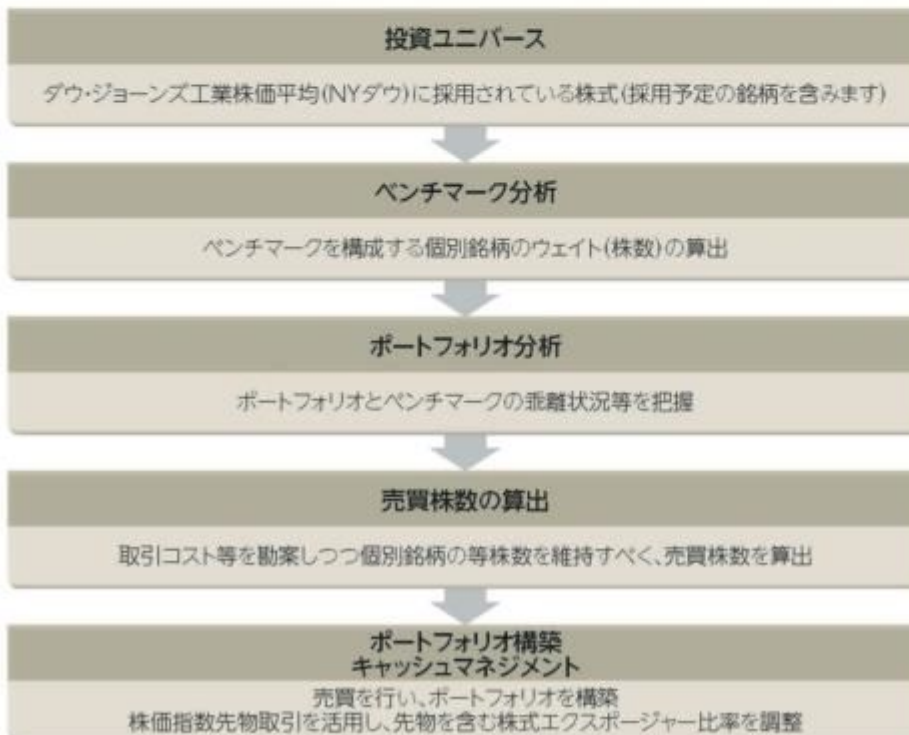 投資ユニバース
ダウ・ジョーンズ工業株価平均(NYダウ)に採用されている株式(採用予定の銘柄を含みます)
ベンチマーク分析
ベンチマークを構成する個別銘柄のウェイト(株数)の算出
ポートフォリオ分析
ポートフォリオとベンチマークの乖離状況等を把握
売買株数の算出
取引コスト等を勘案しつつ個別銘柄の等株数を維持すべく、売買株数を算出
ポートフォリオ構築
キャッシュマネジメント
売買を行い、ポートフォリオを構築
株価指数先物取引を活用し、先物を含む株式エクスポージャー比率を調整